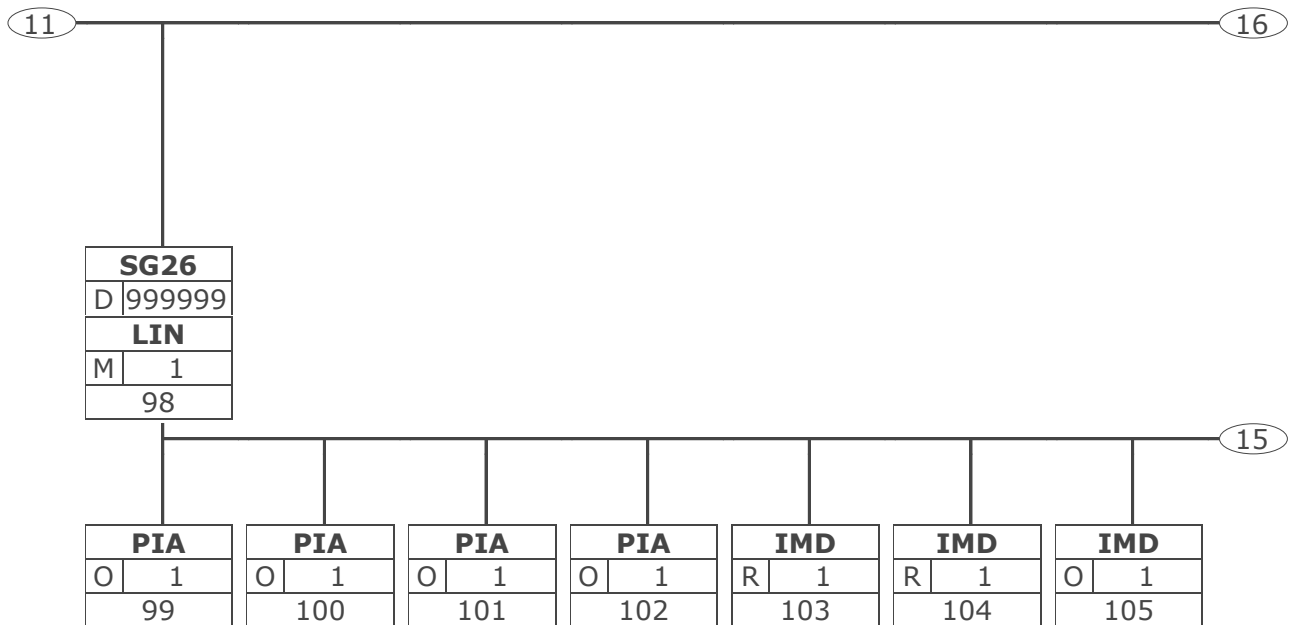 11 16
SG26
D 999999
LIN
M 1
98
15
PIA PIA PIA PIA IMD IMD IMD
O 1 O 1 O 1 O 1 R 1 R 1 O 1
99 100 101 102 103 104 105